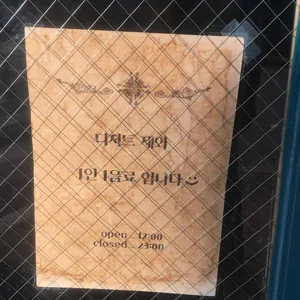 디저트 제외
1인 1음료 입니다 :)
open _ 12:00
closed _ 23:00